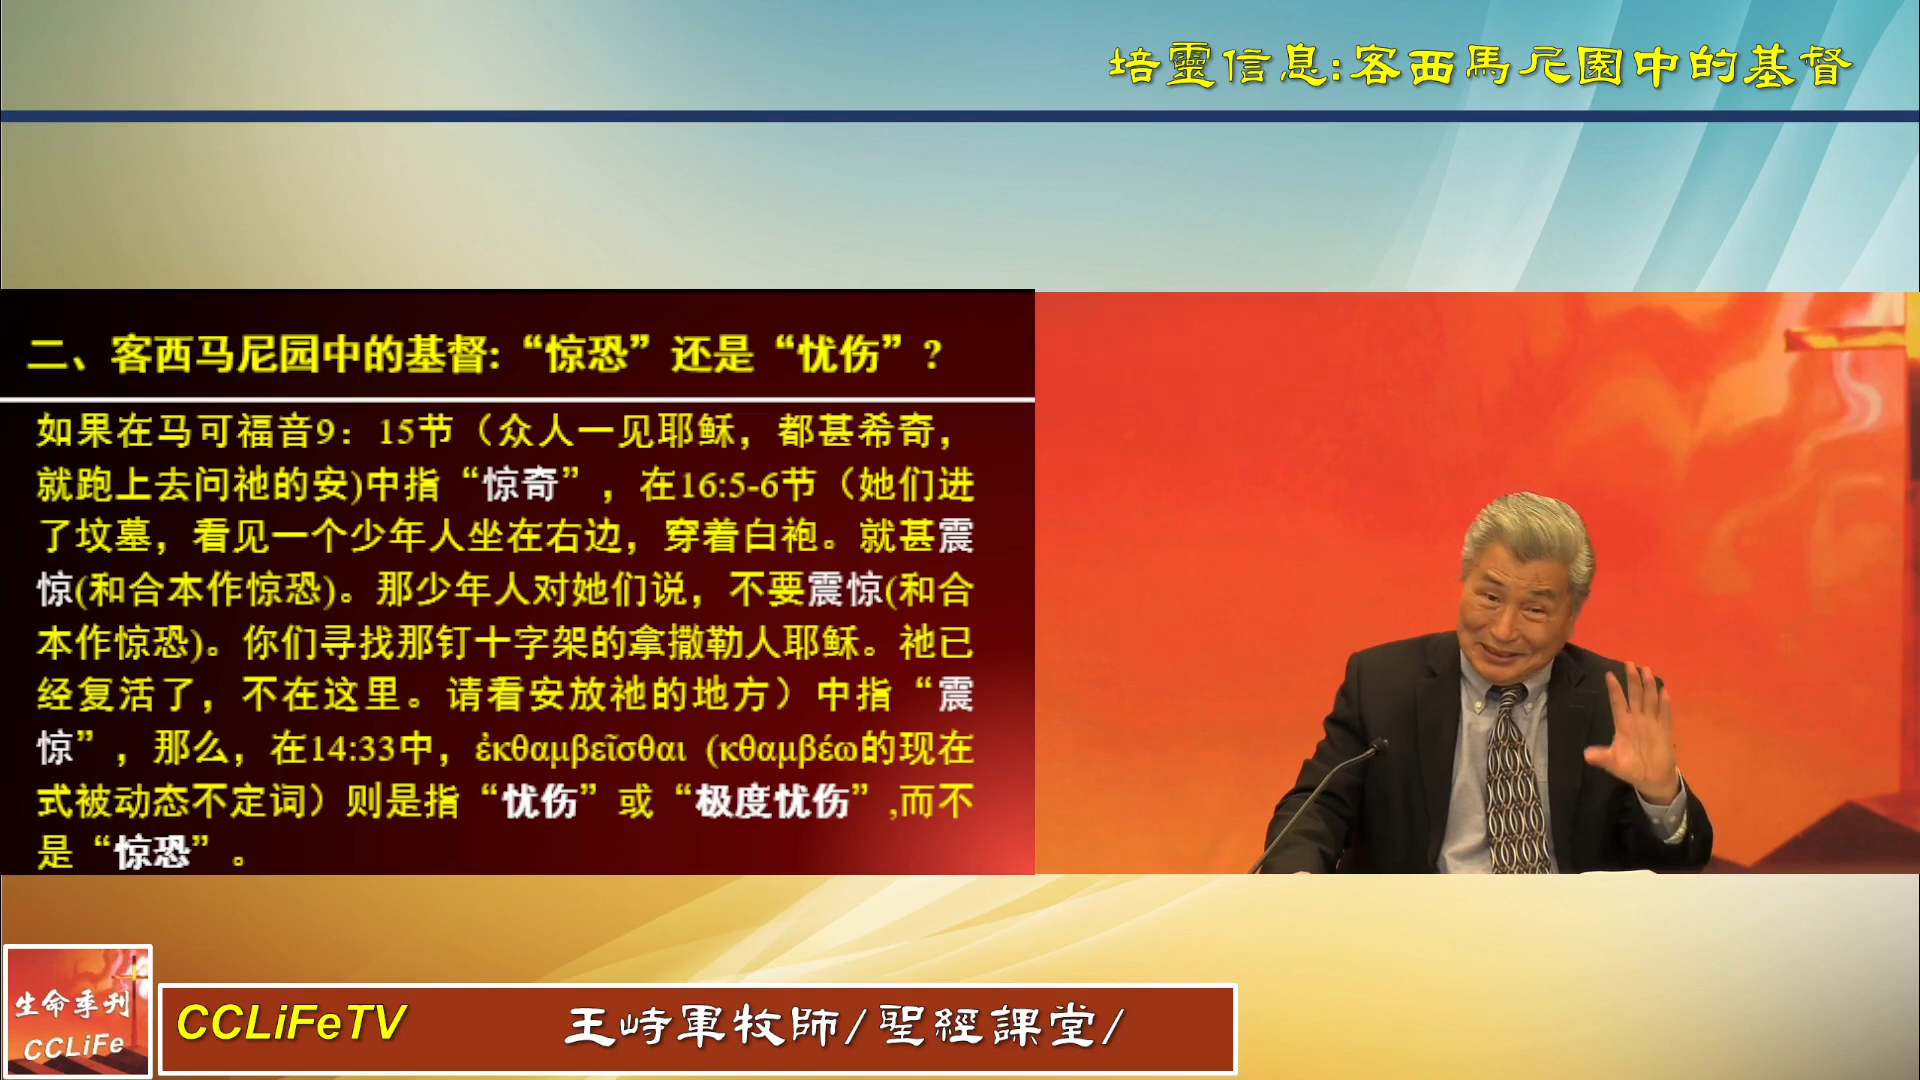 培靈信息:客西馬尼園中的基督
二、客西马尼园中的基督:“惊恐”还是“忧伤”?
如果在马可福音9：15节（众人一见耶稣，都甚希奇，
就跑上去问祂的安)中指“惊奇”，在16:5-6节（她们进
了坟墓，看见一个少年人坐在右边，穿着白袍。就甚震
惊(和合本作惊恐)。那少年人对她们说，不要震惊(和合
本作惊恐)。你们寻找那钉十字架的拿撒勒人耶稣。祂已
经复活了，不在这里。请看安放祂的地方）中指“震
惊”，那么，在14:33中，ἐκθαμβεῖσθαι (κθαμβέω的现在
式被动态不定词）则是指“忧伤”或“极度忧伤”,而不
是“惊恐”。
生命季刊
CCLiFe
CCLiFeTV
王峙軍牧師/聖經課堂/